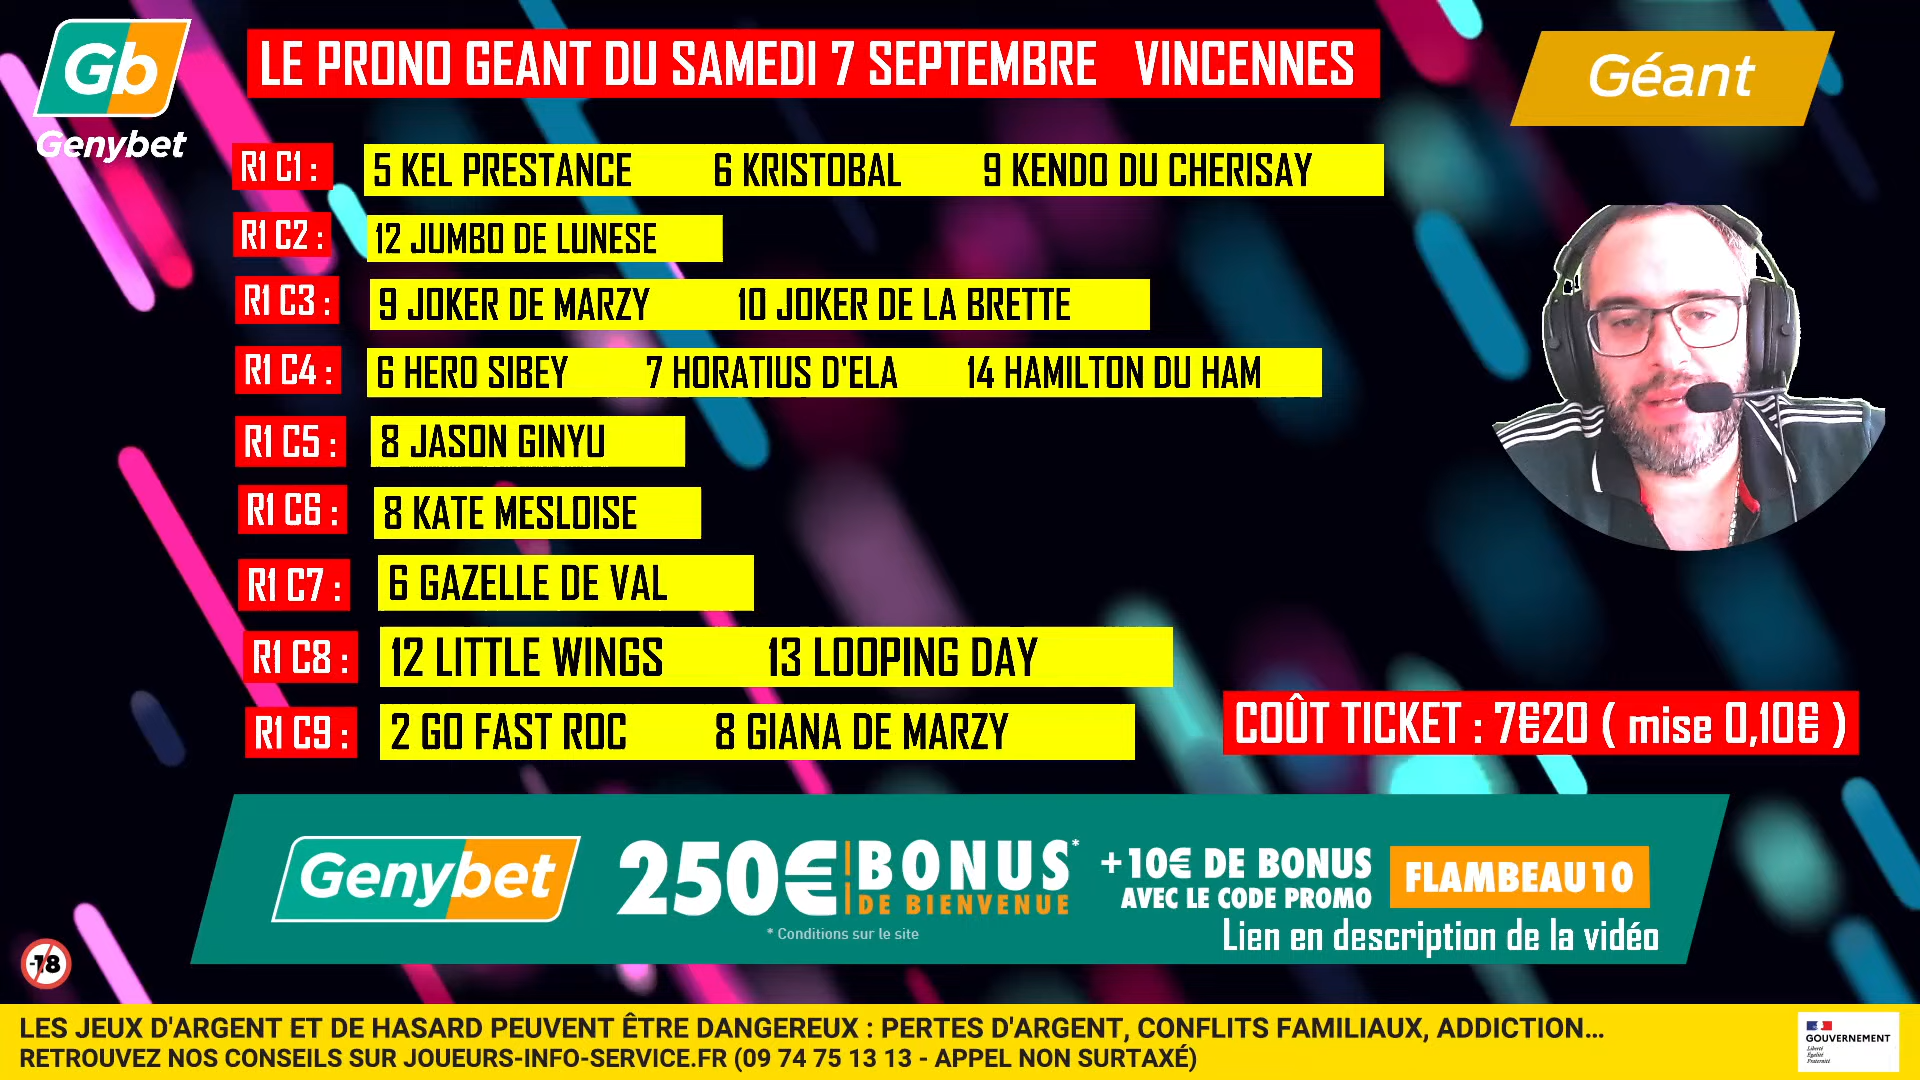 Gb
Genybet
LE PRONO GEANT DU SAMEDI 7 SEPTEMBRE VINCENNES
Géant
R1 C1 : 5 KEL PRESTANCE 6 KRISTOBAL 9 KENDO DU CHERISAY
R1 C2 : 12 JUMBO DE LUNESE
R1 C3 : 9 JOKER DE MARZY 10 JOKER DE LA BRETTE
R1 C4 : 6 HERO SIBEY 7 HORATIUS D'ELA 14 HAMILTON DU HAM
R1 C5 : 8 JASON GINYU
R1 C6 : 8 KATE MESLOISE
R1 C7 : 6 GAZELLE DE VAL
R1 C8 : 12 LITTLE WINGS 13 LOOPING DAY
R1 C9 : 2 GO FAST ROC 8 GIANA DE MARZY
COÛT TICKET : 7€20 ( mise 0,10€ )
Genybet
250€ BONUS*
DE BIENVENUE
* Conditions sur le site
+10€ DE BONUS
AVEC LE CODE PROMO
FLAMBEAU10
Lien en description de la vidéo
-18
LES JEUX D'ARGENT ET DE HASARD PEUVENT ÊTRE DANGEREUX : PERTES D'ARGENT, CONFLITS FAMILIAUX, ADDICTION...
RETROUVEZ NOS CONSEILS SUR JOUEURS-INFO-SERVICE.FR (09 74 75 13 13 - APPEL NON SURTAXÉ)
GOUVERNEMENT
Liberté
Égalité
Fraternité